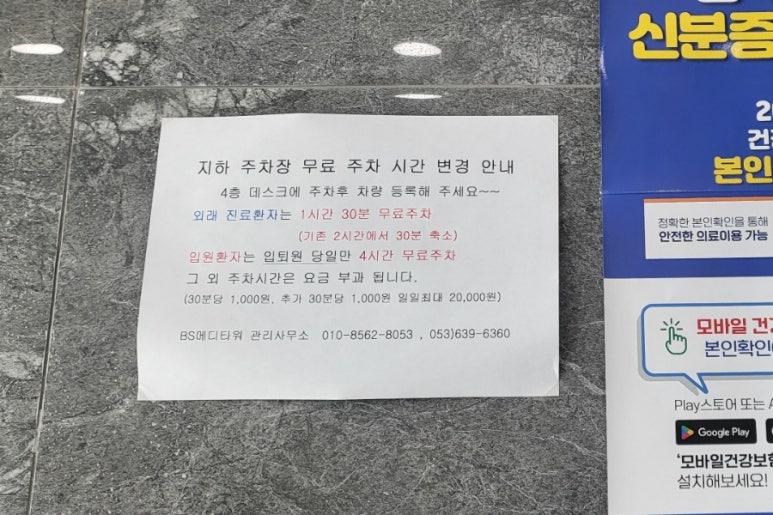 지하 주차장 무료 주차 시간 변경 안내
4층 데스크에 주차후 차량 등록해 주세요~~
외래 진료환자는 1시간 30분 무료주차
(기존 2시간에서 30분 축소)
입원환자는 입퇴원 당일만 4시간 무료주차
그 외 주차시간은 요금 부과 됩니다.
(30분당 1,000원, 추가 30분당 1,000원 일일최대 20,000원)
BS메디타워 관리사무소 010-8562-8053 , 053)639-6360
신분증
2
건강
본인
정확한 본인확인을 통해
안전한 의료이용 가능
모바일 건
본인확인
Play스토어 또는 A
Google Play
'모바일건강보험
설치해보세요!